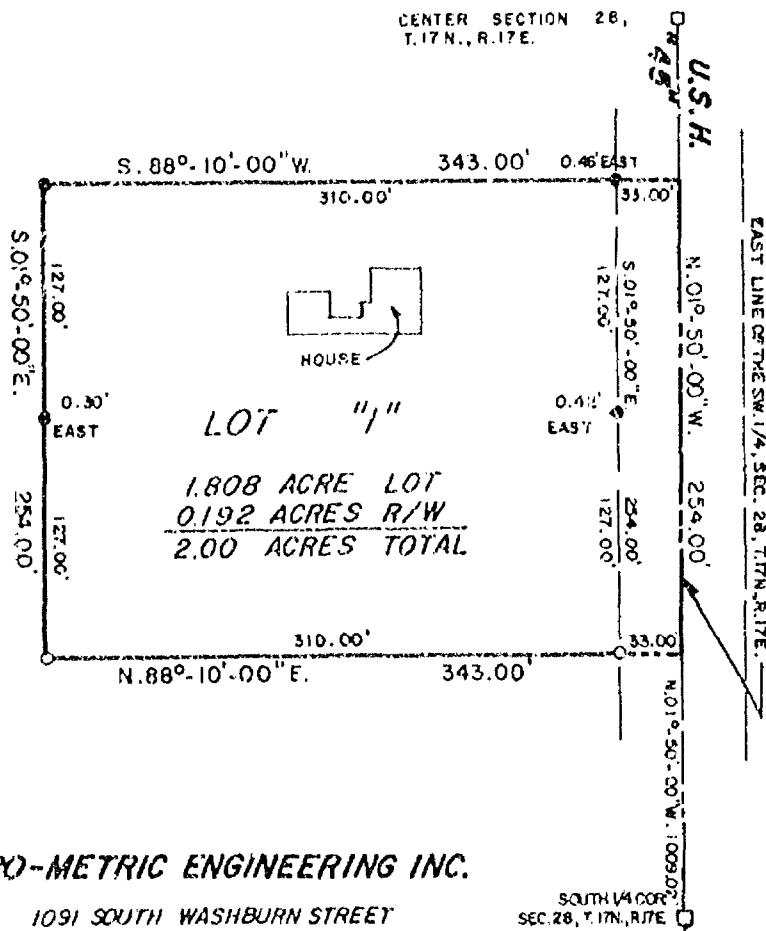 CENTER SECTION 28,
T.17N., R.17E.
U.S.H.
S. 88°-10'-00" W. 343.00' 0.46' EAST
310.00' 33.00'
S.01°-50'-00"E. 254.00'
127.00'
127.00'
S.01°-50'-00"E. 254.00'
127.00'
127.00'
N.01°-50'-00"W. 254.00'
EAST LINE OF THE SW.1/4, SEC. 28, T.17N., R.17E.
HOUSE
0.30'
EAST
EAST
LOT "1"
1.808 ACRE LOT
0.192 ACRES R/W
2.00 ACRES TOTAL
310.00' 33.00'
N.88°-10'-00"E. 343.00'
N.01°-50'-00"W. 1009.07'
O-METRIC ENGINEERING INC.
1091 SOUTH WASHBURN STREET
SOUTH 1/4 COR.
SEC. 28, T.17N., R.17E.